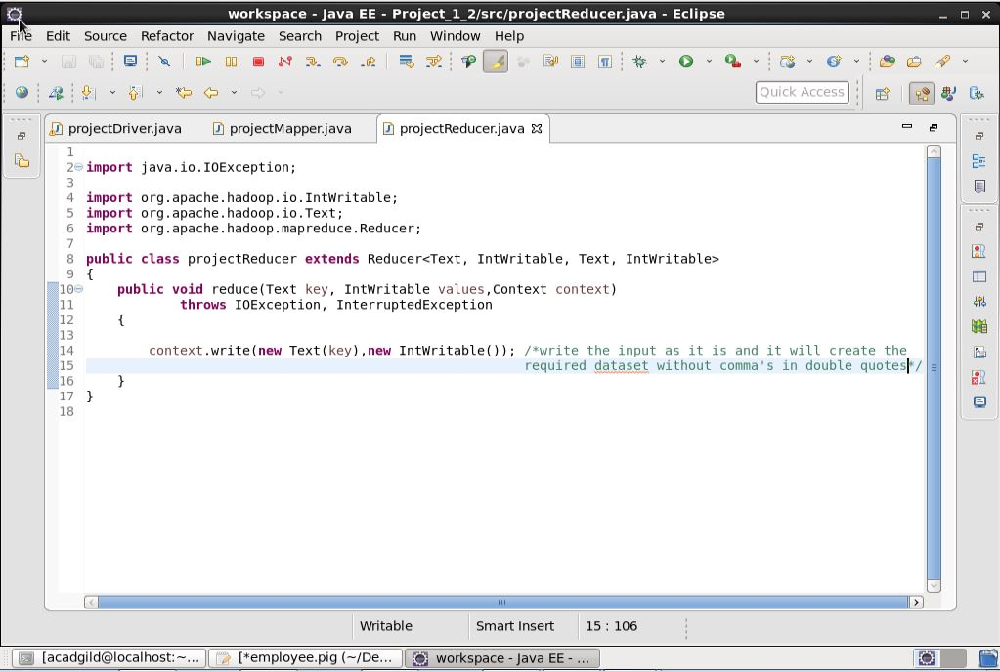 workspace - Java EE - Project_1_2/src/projectReducer.java - Eclipse
File Edit Source Refactor Navigate Search Project Run Window Help
Quick Access
projectDriver.java projectMapper.java projectReducer.java
1
2 import java.io.IOException;
3
4 import org.apache.hadoop.io.IntWritable;
5 import org.apache.hadoop.io.Text;
6 import org.apache.hadoop.mapreduce.Reducer;
7
8 public class projectReducer extends Reducer<Text, IntWritable, Text, IntWritable>
9 {
10 public void reduce(Text key, IntWritable values,Context context)
11 throws IOException, InterruptedException
12 {
13
14 context.write(new Text(key),new IntWritable()); /*write the input as it is and it will create the
15 required dataset without comma's in double quotes*/
16 }
17 }
18
Writable Smart Insert 15 : 106
[acadgild@localhost:~... [*employee.pig (~/De... workspace - Java EE - ...